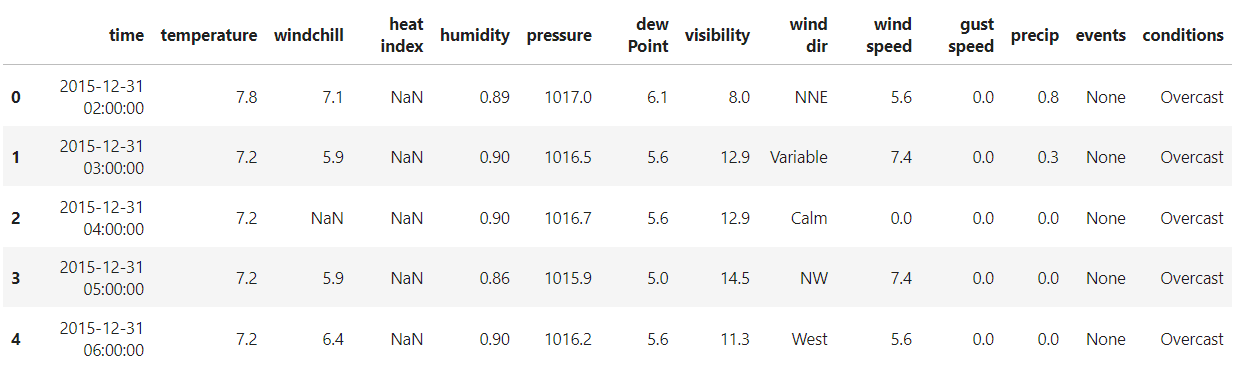 time temperature windchill heat index humidity pressure dew Point visibility wind dir wind speed gust speed precip events conditions
0 2015-12-31 02:00:00 7.8 7.1 NaN 0.89 1017.0 6.1 8.0 NNE 5.6 0.0 0.8 None Overcast
1 2015-12-31 03:00:00 7.2 5.9 NaN 0.90 1016.5 5.6 12.9 Variable 7.4 0.0 0.3 None Overcast
2 2015-12-31 04:00:00 7.2 NaN NaN 0.90 1016.7 5.6 12.9 Calm 0.0 0.0 0.0 None Overcast
3 2015-12-31 05:00:00 7.2 5.9 NaN 0.86 1015.9 5.0 14.5 NW 7.4 0.0 0.0 None Overcast
4 2015-12-31 06:00:00 7.2 6.4 NaN 0.90 1016.2 5.6 11.3 West 5.6 0.0 0.0 None Overcast